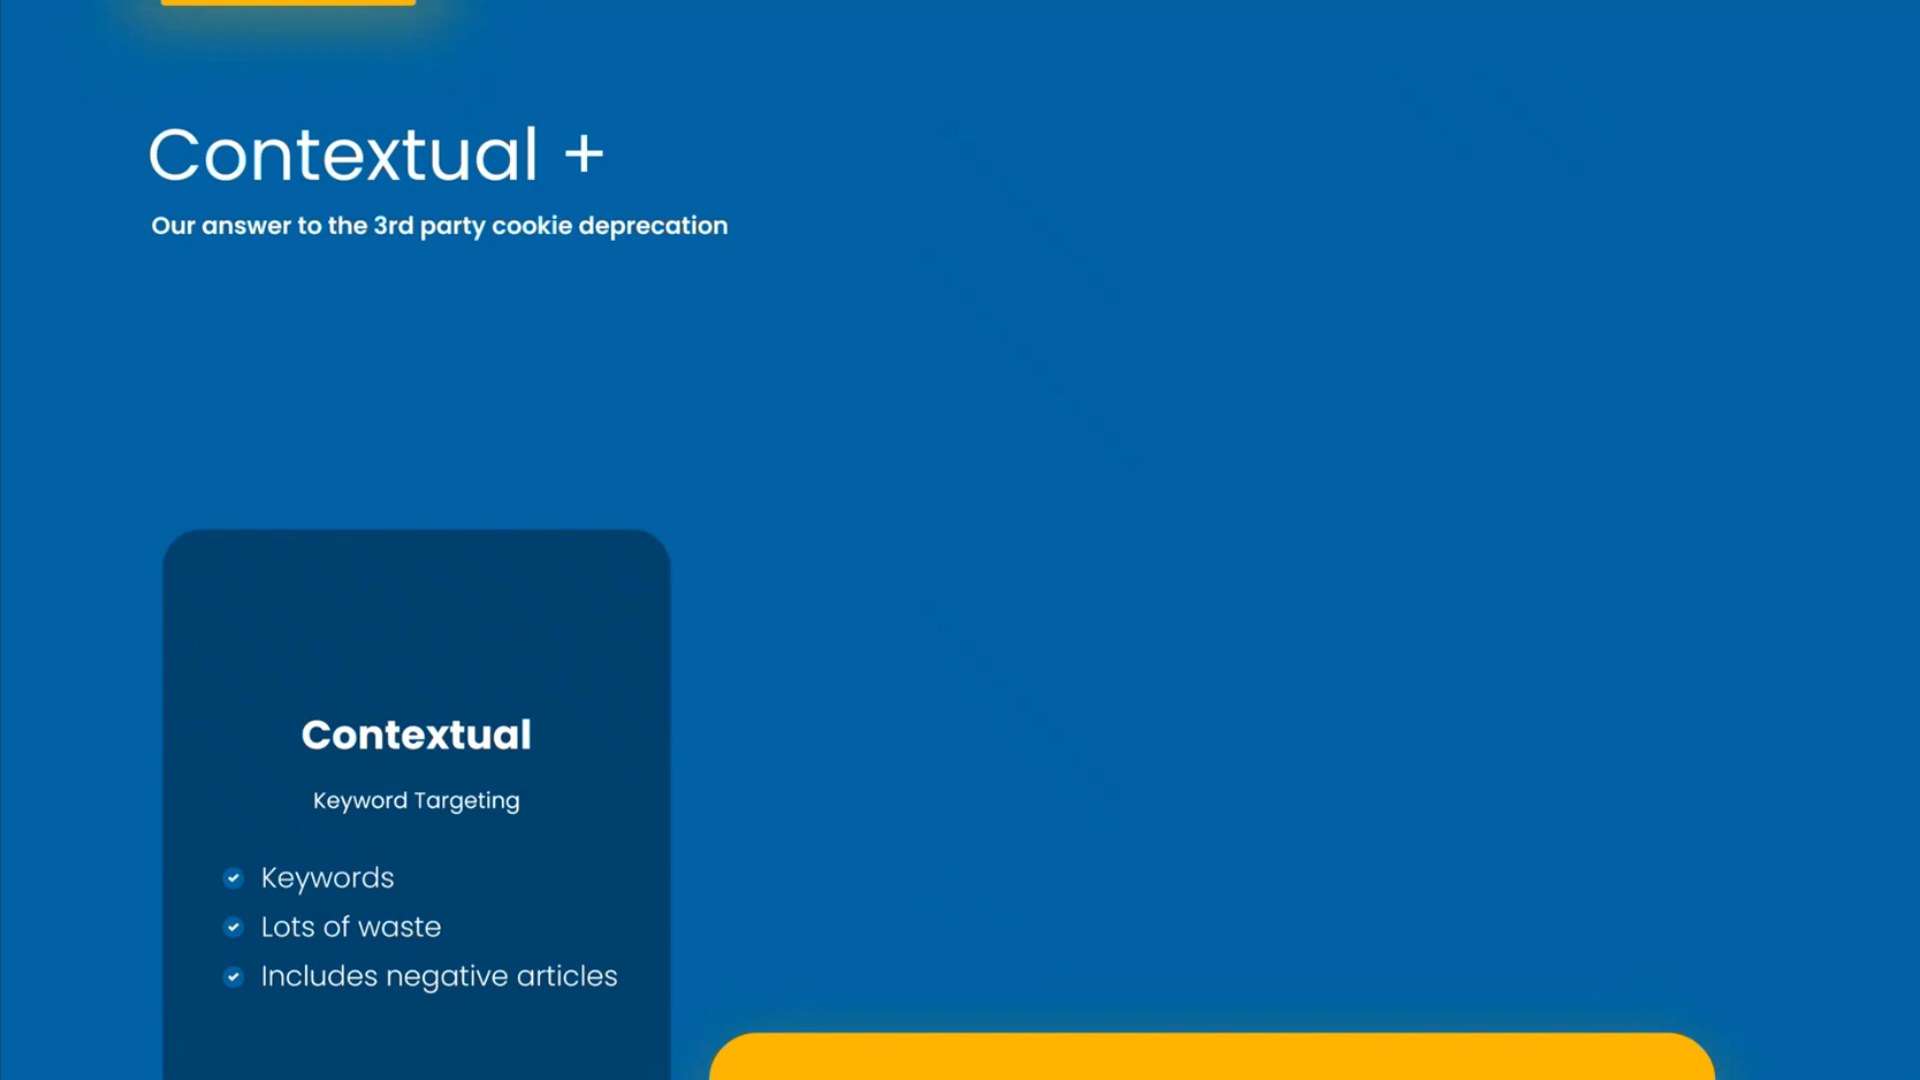 Contextual +
Our answer to the 3rd party cookie deprecation
Contextual
Keyword Targeting
Keywords
Lots of waste
Includes negative articles